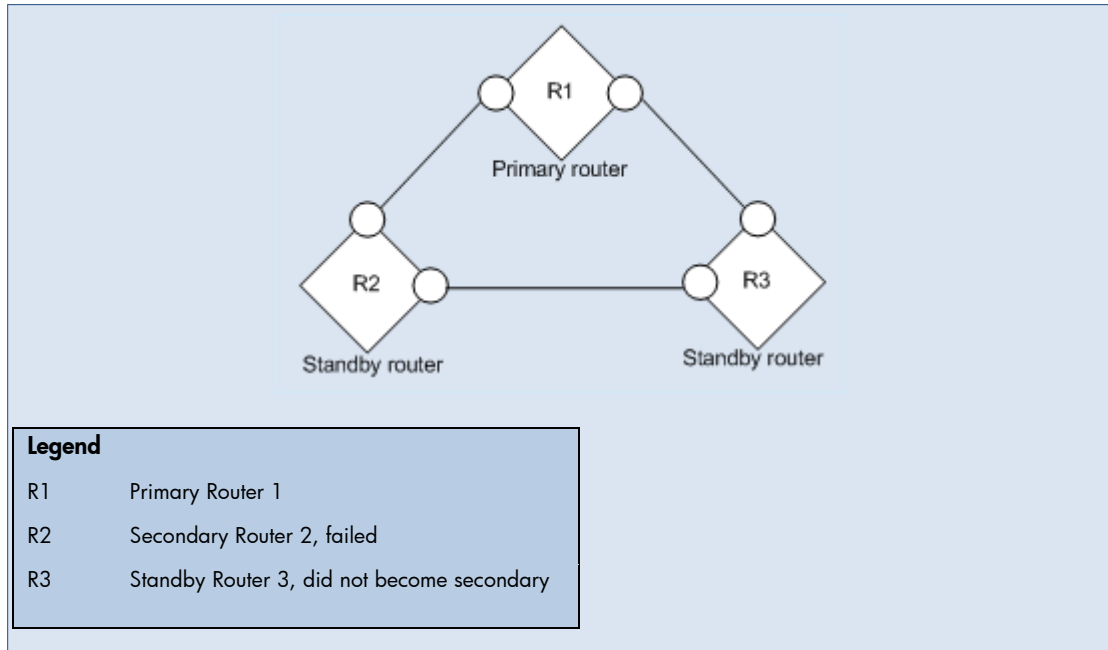 R1
Primary router
R2
R3
Standby router
Standby router
Legend
R1 Primary Router 1
R2 Secondary Router 2, failed
R3 Standby Router 3, did not become secondary